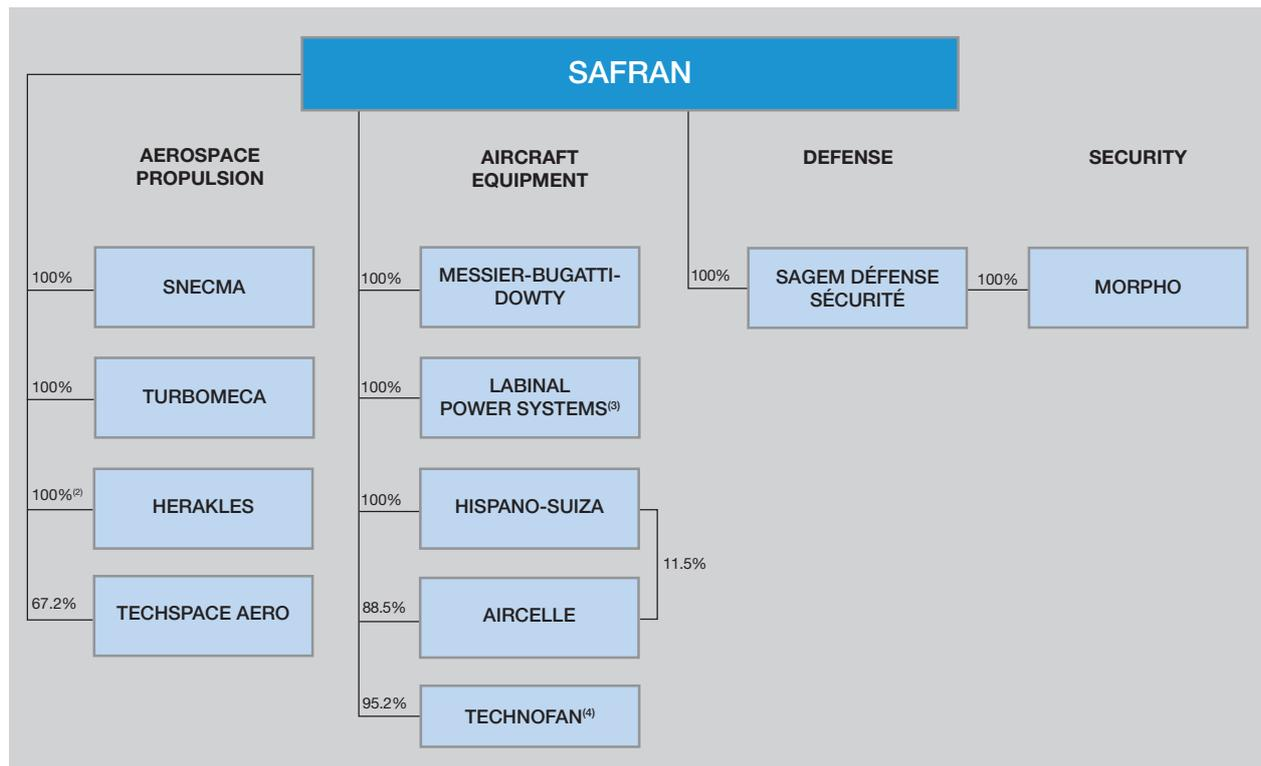 SAFRAN
AEROSPACE
PROPULSION
AIRCRAFT
EQUIPMENT
DEFENSE
SECURITY
100%
SNECMA
100%
MESSIER-BUGATTI-
DOWTY
100%
SAGEM DÉFENSE
SÉCURITÉ
100%
MORPHO
100%
TURBOMECA
100%
LABINAL
POWER SYSTEMS(3)
100%(2)
HERAKLES
100%
HISPANO-SUIZA
11.5%
67.2%
TECHSPACE AERO
88.5%
AIRCELLE
95.2%
TECHNOFAN(4)